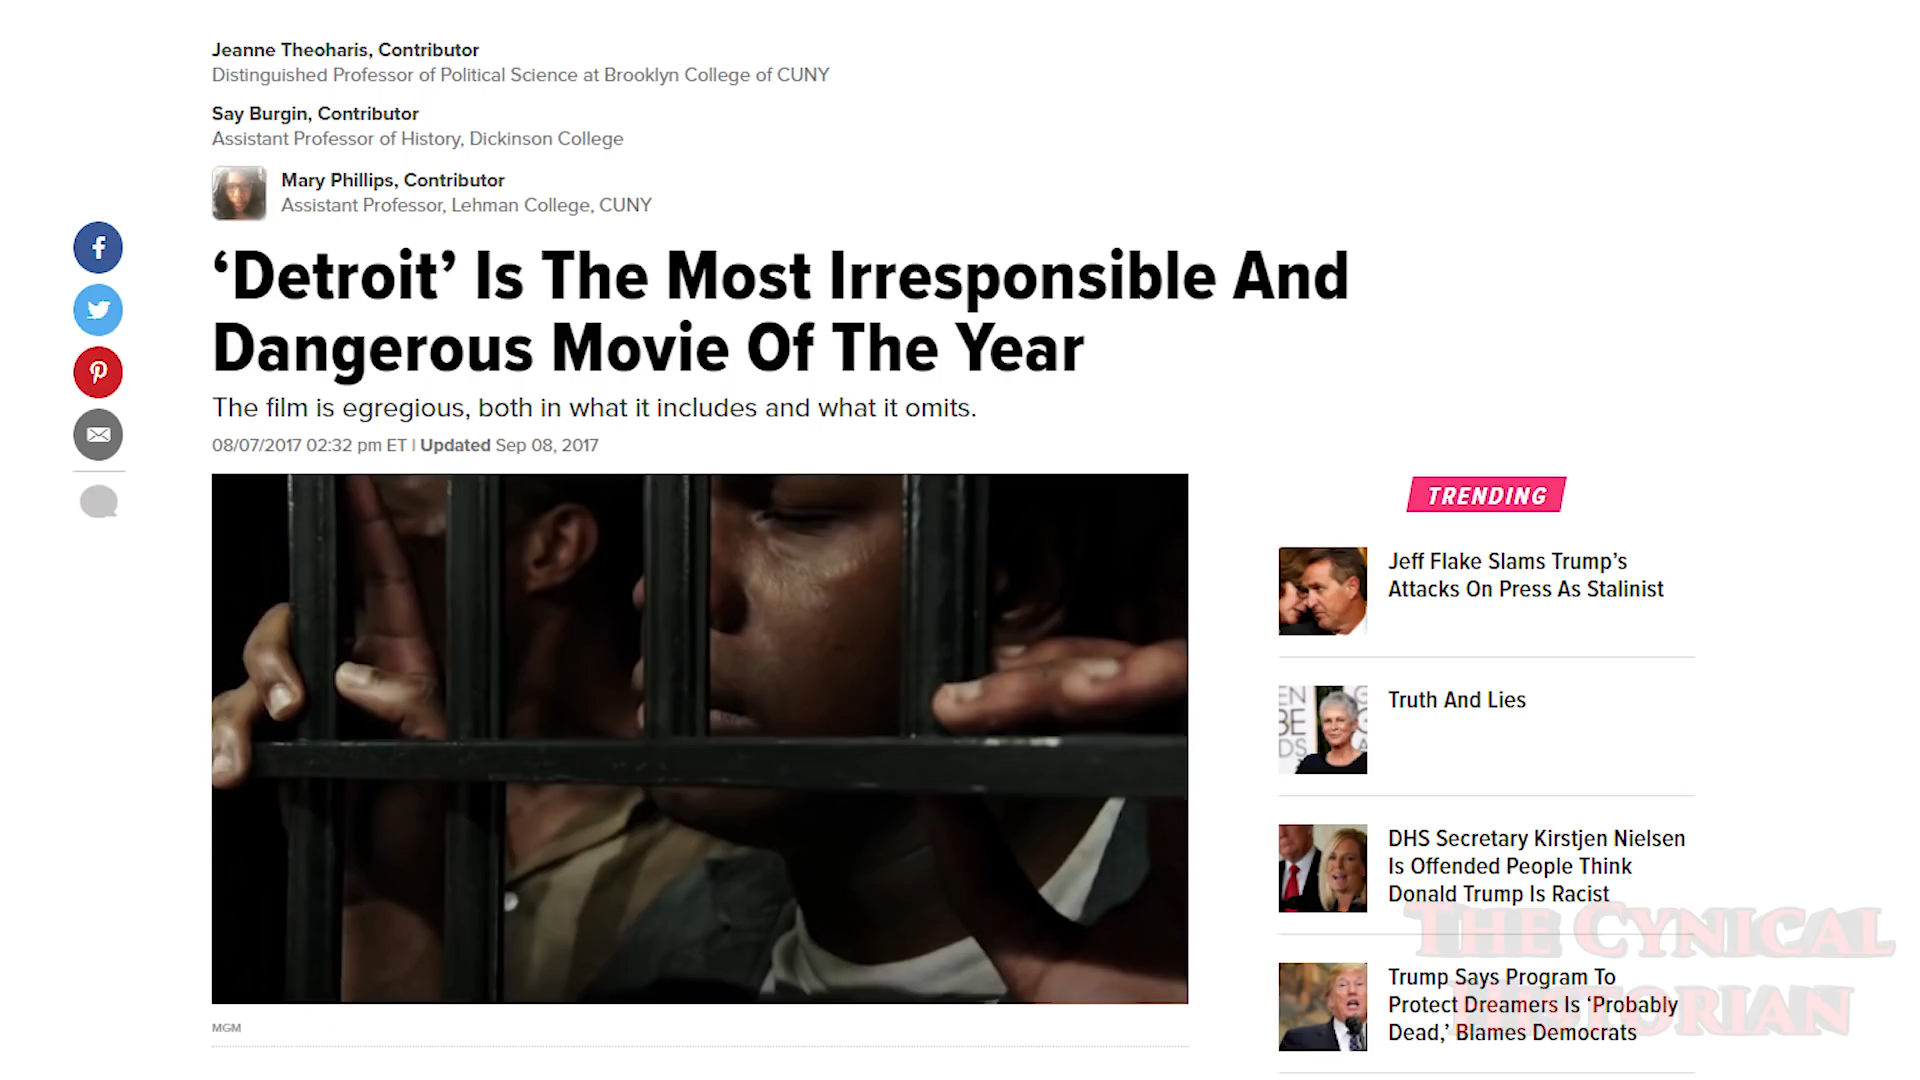 Jeanne Theoharis, Contributor
Distinguished Professor of Political Science at Brooklyn College of CUNY
Say Burgin, Contributor
Assistant Professor of History, Dickinson College
Mary Phillips, Contributor
Assistant Professor, Lehman College, CUNY
‘Detroit’ Is The Most Irresponsible And
Dangerous Movie Of The Year
The film is egregious, both in what it includes and what it omits.
08/07/2017 02:32 pm ET | Updated Sep 08, 2017
MGM
TRENDING
Jeff Flake Slams Trump’s
Attacks On Press As Stalinist
Truth And Lies
DHS Secretary Kirstjen Nielsen
Is Offended People Think
Donald Trump Is Racist
Trump Says Program To
Protect Dreamers Is ‘Probably
Dead,’ Blames Democrats
THE CYNICAL
HISTORIAN